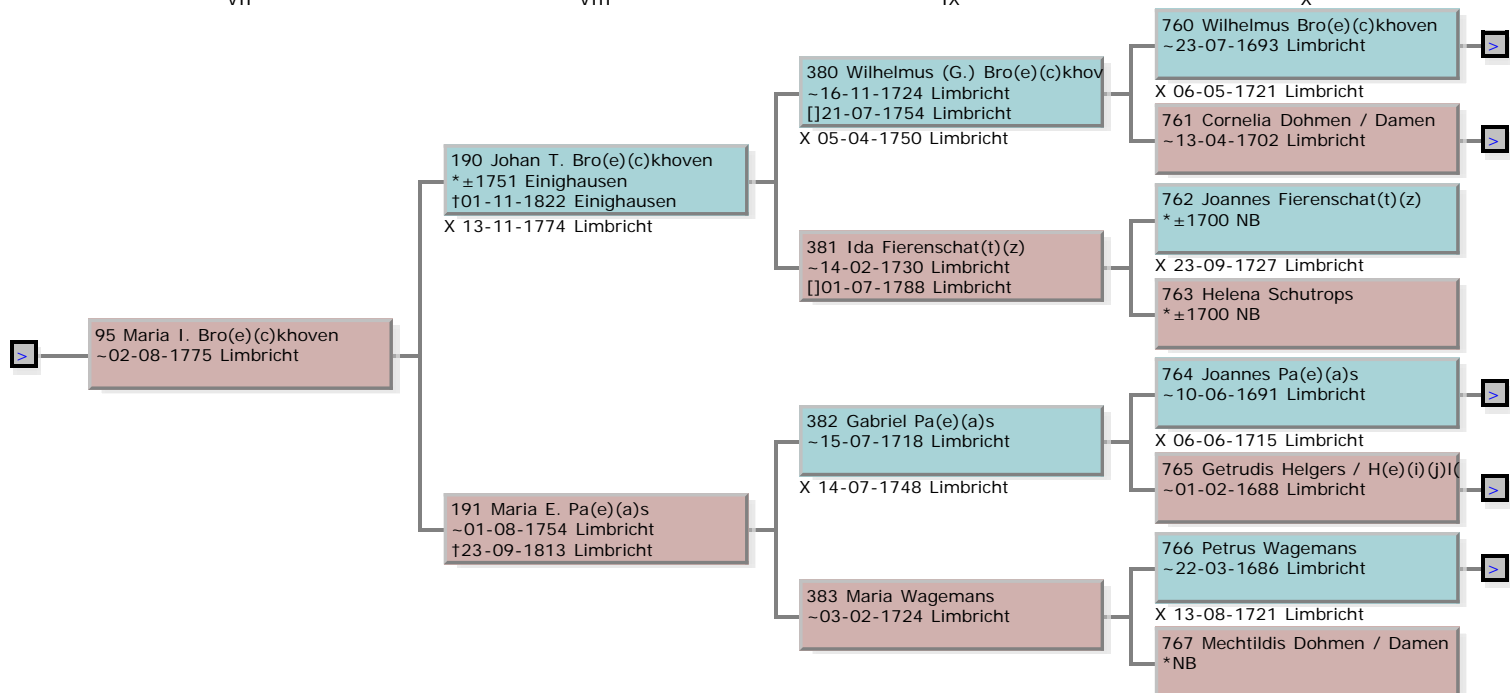 VII VIII IX X
>
95 Maria I. Bro(e)(c)khoven
~02-08-1775 Limbricht
190 Johan T. Bro(e)(c)khoven
*±1751 Einighausen
†01-11-1822 Einighausen
X 13-11-1774 Limbricht
191 Maria E. Pa(e)(a)s
~01-08-1754 Limbricht
†23-09-1813 Limbricht
380 Wilhelmus (G.) Bro(e)(c)khov
~16-11-1724 Limbricht
[]21-07-1754 Limbricht
X 05-04-1750 Limbricht
381 Ida Fierenschat(t)(z)
~14-02-1730 Limbricht
[]01-07-1788 Limbricht
382 Gabriel Pa(e)(a)s
~15-07-1718 Limbricht
X 14-07-1748 Limbricht
383 Maria Wagemans
~03-02-1724 Limbricht
760 Wilhelmus Bro(e)(c)khoven
~23-07-1693 Limbricht
>
X 06-05-1721 Limbricht
761 Cornelia Dohmen / Damen
~13-04-1702 Limbricht
>
762 Joannes Fierenschat(t)(z)
*±1700 NB
X 23-09-1727 Limbricht
763 Helena Schutrops
*±1700 NB
764 Joannes Pa(e)(a)s
~10-06-1691 Limbricht
>
X 06-06-1715 Limbricht
765 Getrudis Helgers / H(e)(i)(j)l(
~01-02-1688 Limbricht
>
766 Petrus Wagemans
~22-03-1686 Limbricht
>
X 13-08-1721 Limbricht
767 Mechtildis Dohmen / Damen
*NB